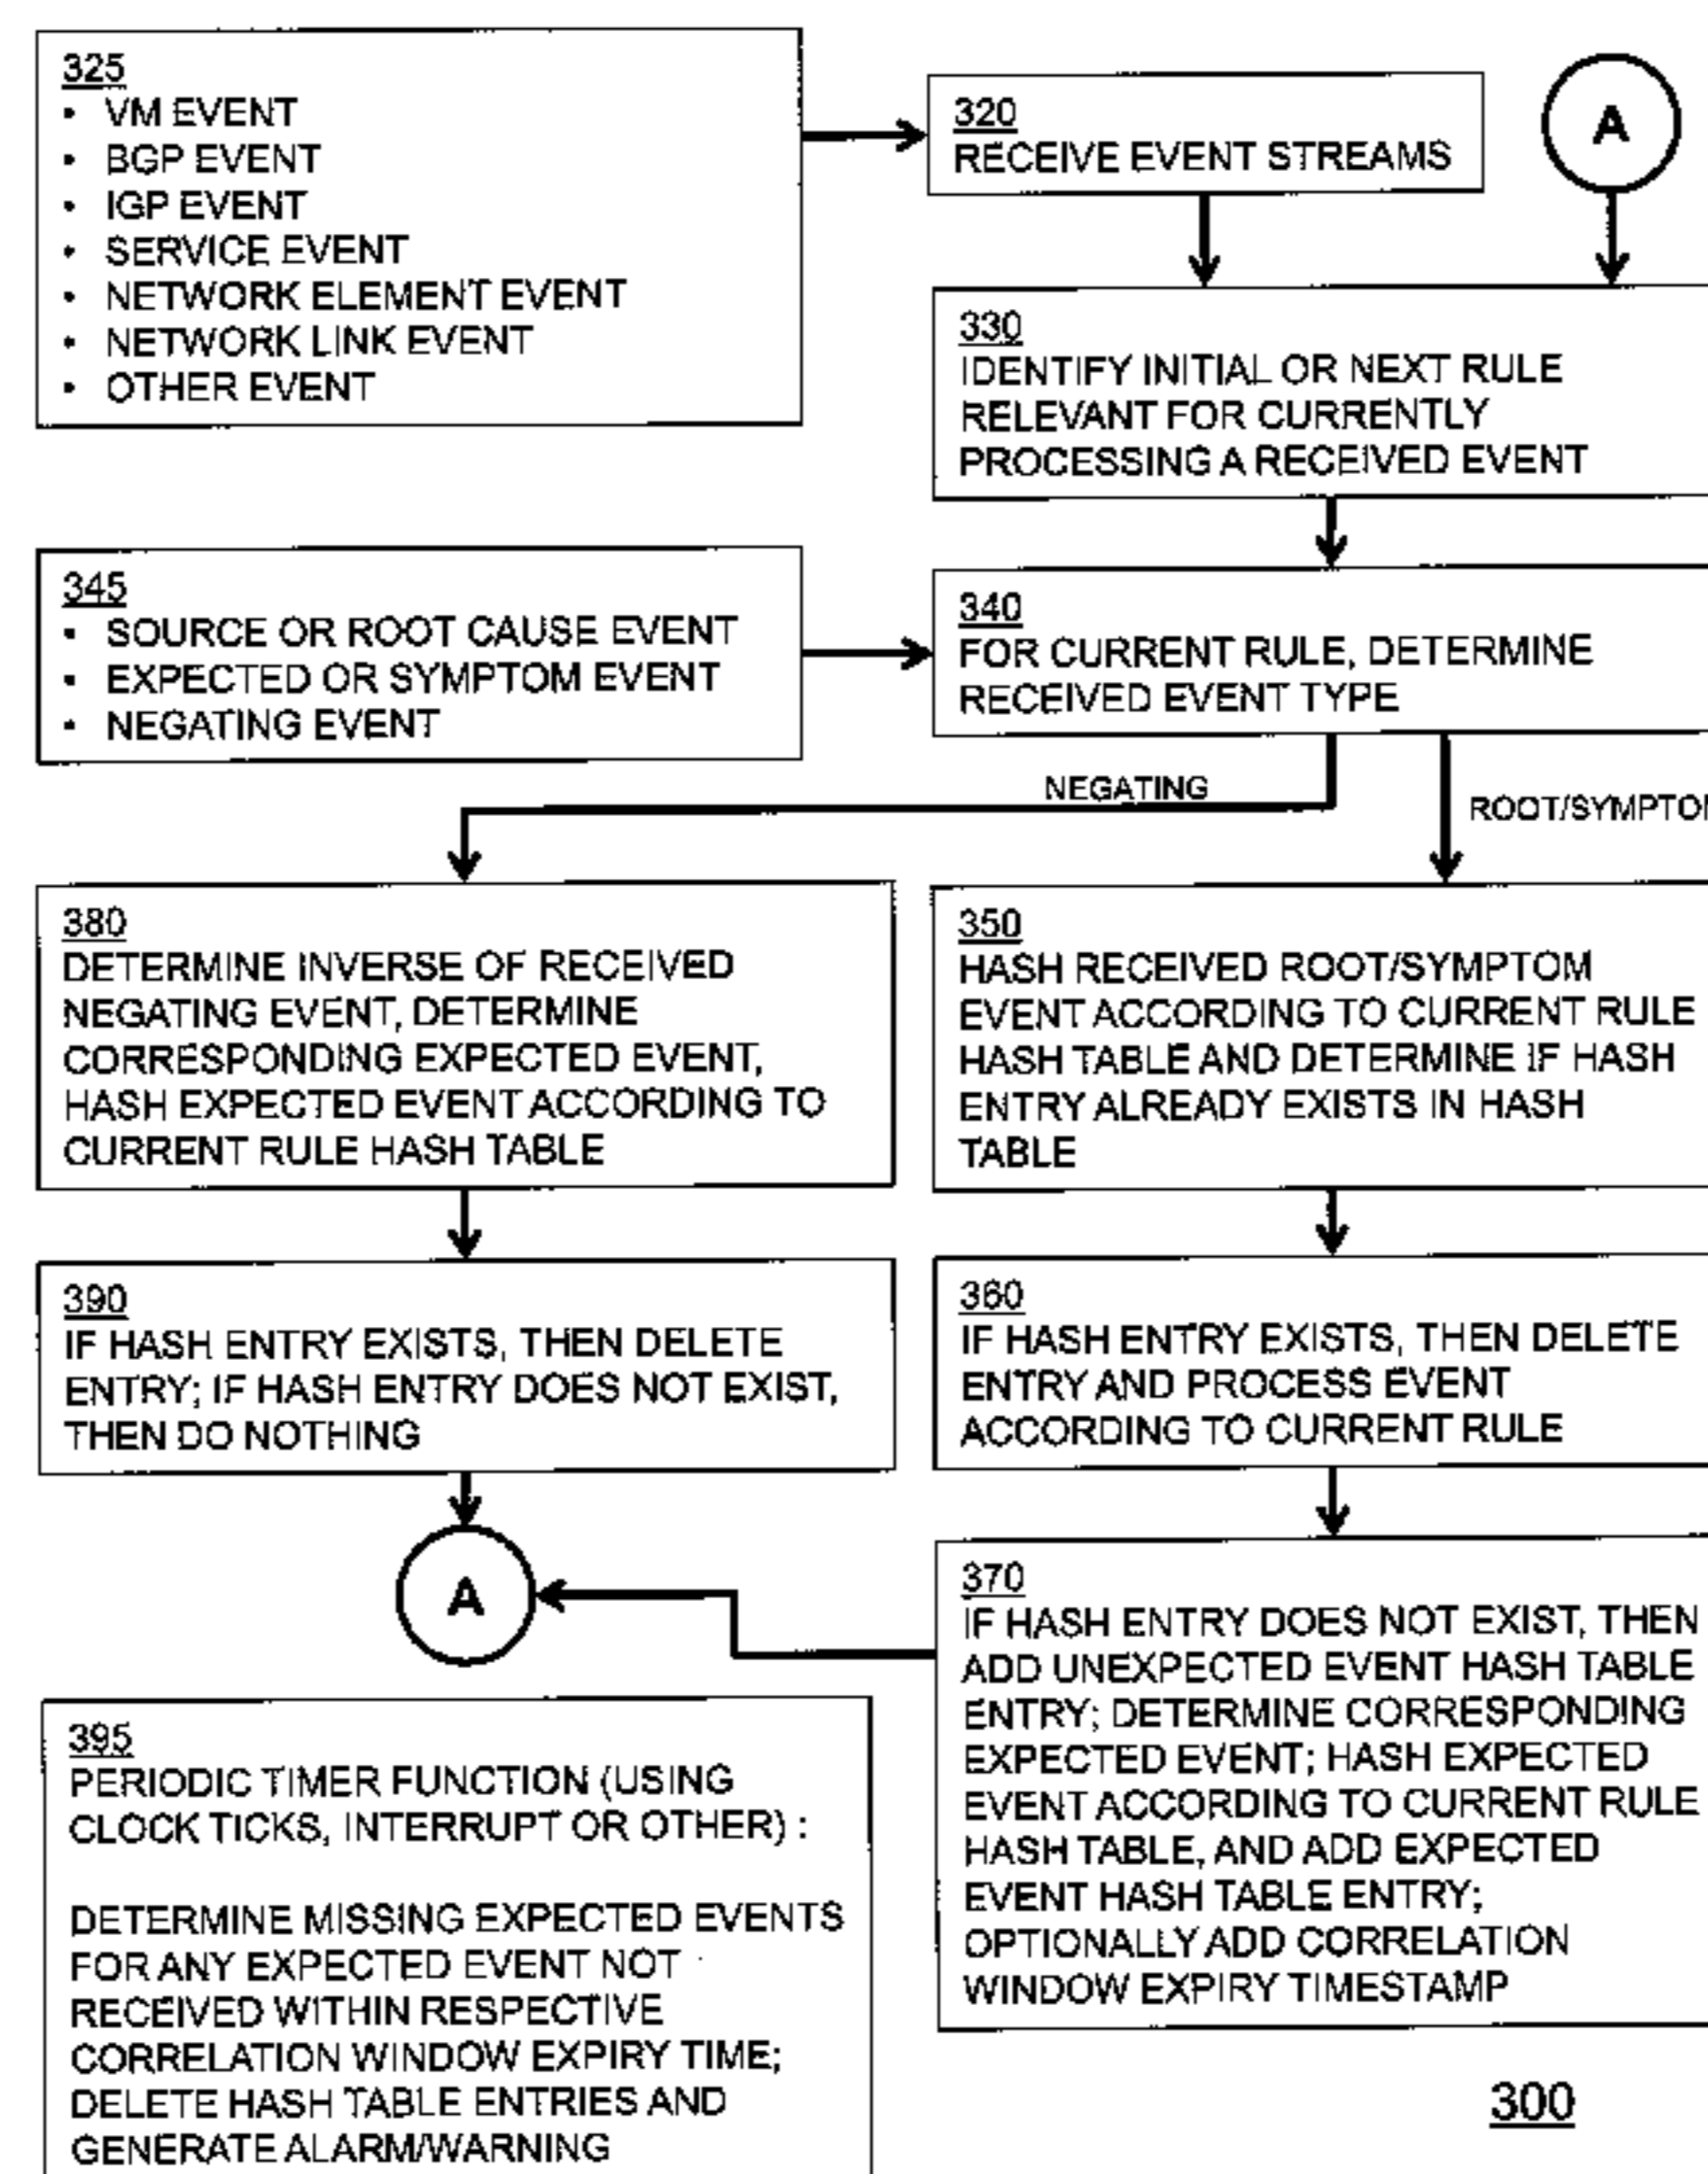 325
• VM EVENT
• BGP EVENT
• IGP EVENT
• SERVICE EVENT
• NETWORK ELEMENT EVENT
• NETWORK LINK EVENT
• OTHER EVENT
320
RECEIVE EVENT STREAMS
A
330
IDENTIFY INITIAL OR NEXT RULE
RELEVANT FOR CURRENTLY
PROCESSING A RECEIVED EVENT
345
• SOURCE OR ROOT CAUSE EVENT
• EXPECTED OR SYMPTOM EVENT
• NEGATING EVENT
340
FOR CURRENT RULE, DETERMINE
RECEIVED EVENT TYPE
NEGATING
ROOT/SYMPTOM
380
DETERMINE INVERSE OF RECEIVED
NEGATING EVENT, DETERMINE
CORRESPONDING EXPECTED EVENT,
HASH EXPECTED EVENT ACCORDING TO
CURRENT RULE HASH TABLE
350
HASH RECEIVED ROOT/SYMPTOM
EVENT ACCORDING TO CURRENT RULE
HASH TABLE AND DETERMINE IF HASH
ENTRY ALREADY EXISTS IN HASH
TABLE
390
IF HASH ENTRY EXISTS, THEN DELETE
ENTRY; IF HASH ENTRY DOES NOT EXIST,
THEN DO NOTHING
360
IF HASH ENTRY EXISTS, THEN DELETE
ENTRY AND PROCESS EVENT
ACCORDING TO CURRENT RULE
A
370
IF HASH ENTRY DOES NOT EXIST, THEN
ADD UNEXPECTED EVENT HASH TABLE
ENTRY; DETERMINE CORRESPONDING
EXPECTED EVENT; HASH EXPECTED
EVENT ACCORDING TO CURRENT RULE
HASH TABLE, AND ADD EXPECTED
EVENT HASH TABLE ENTRY;
OPTIONALLY ADD CORRELATION
WINDOW EXPIRY TIMESTAMP
395
PERIODIC TIMER FUNCTION (USING
CLOCK TICKS, INTERRUPT OR OTHER) :
DETERMINE MISSING EXPECTED EVENTS
FOR ANY EXPECTED EVENT NOT
RECEIVED WITHIN RESPECTIVE
CORRELATION WINDOW EXPIRY TIME;
DELETE HASH TABLE ENTRIES AND
GENERATE ALARM/WARNING
300